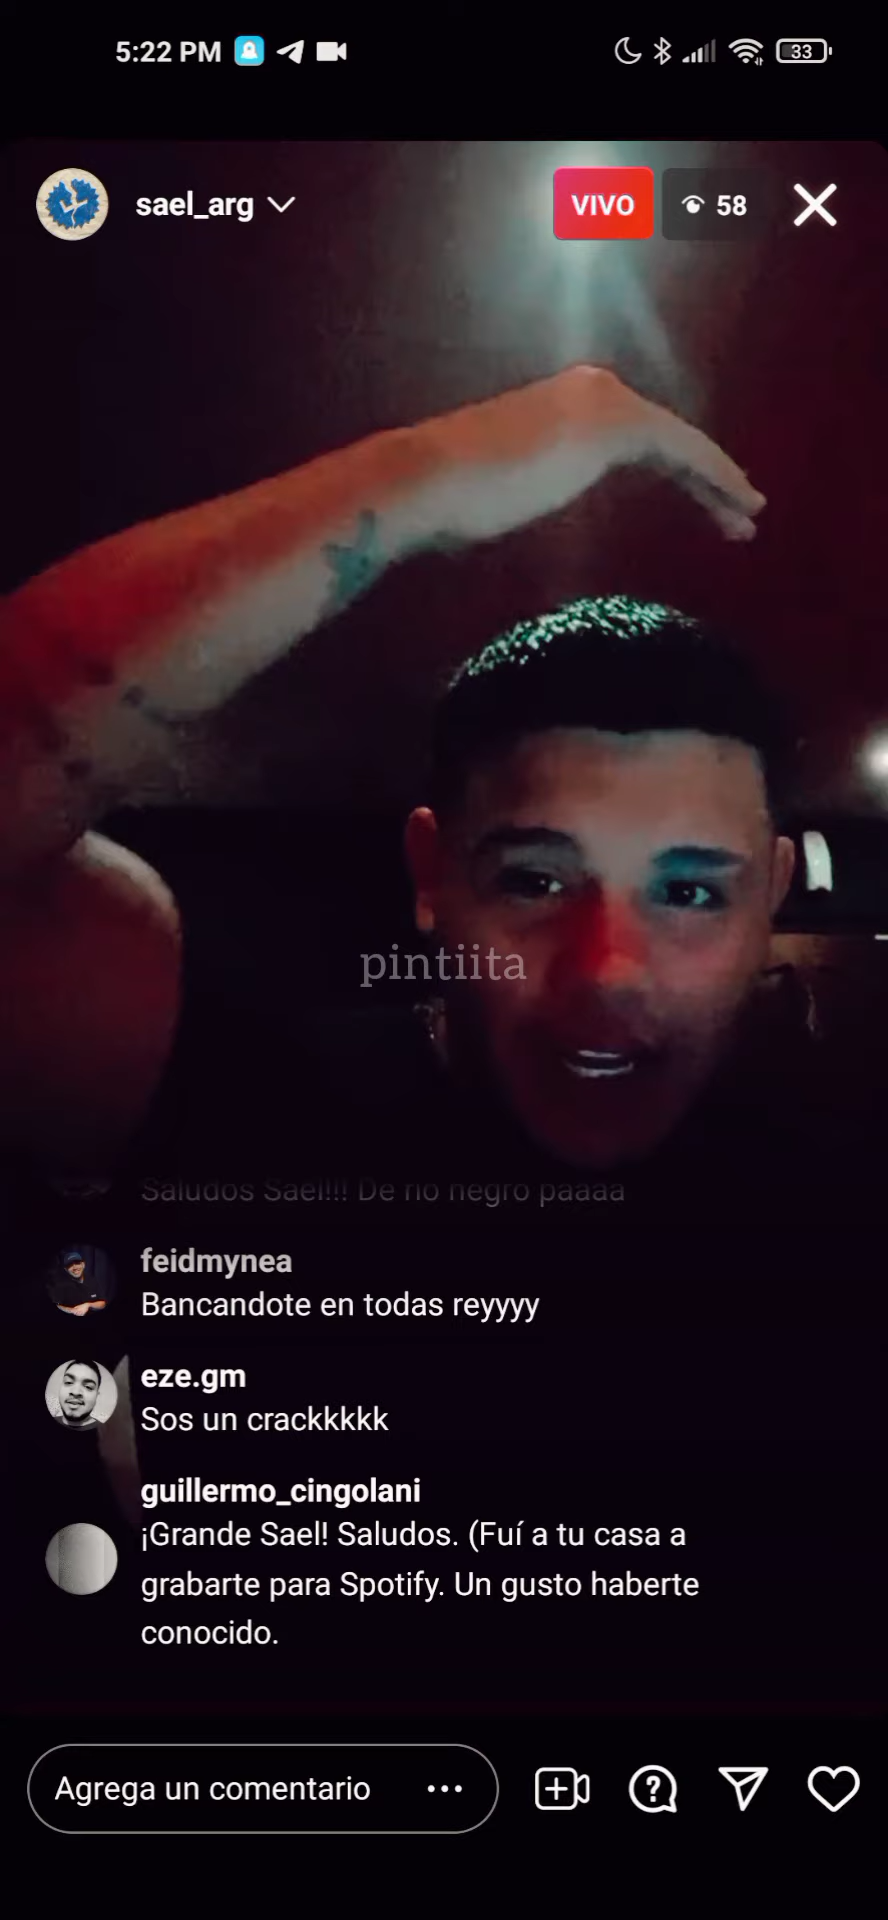 5:22 PM
33
sael_arg
VIVO
58
pintiita
Saludos Sael!!! De rio negro paaaa
feidmynea
Bancandote en todas reyyyy
eze.gm
Sos un crackkkkk
guillermo_cingolani
¡Grande Sael! Saludos. (Fuí a tu casa a
grabarte para Spotify. Un gusto haberte
conocido.
Agrega un comentario